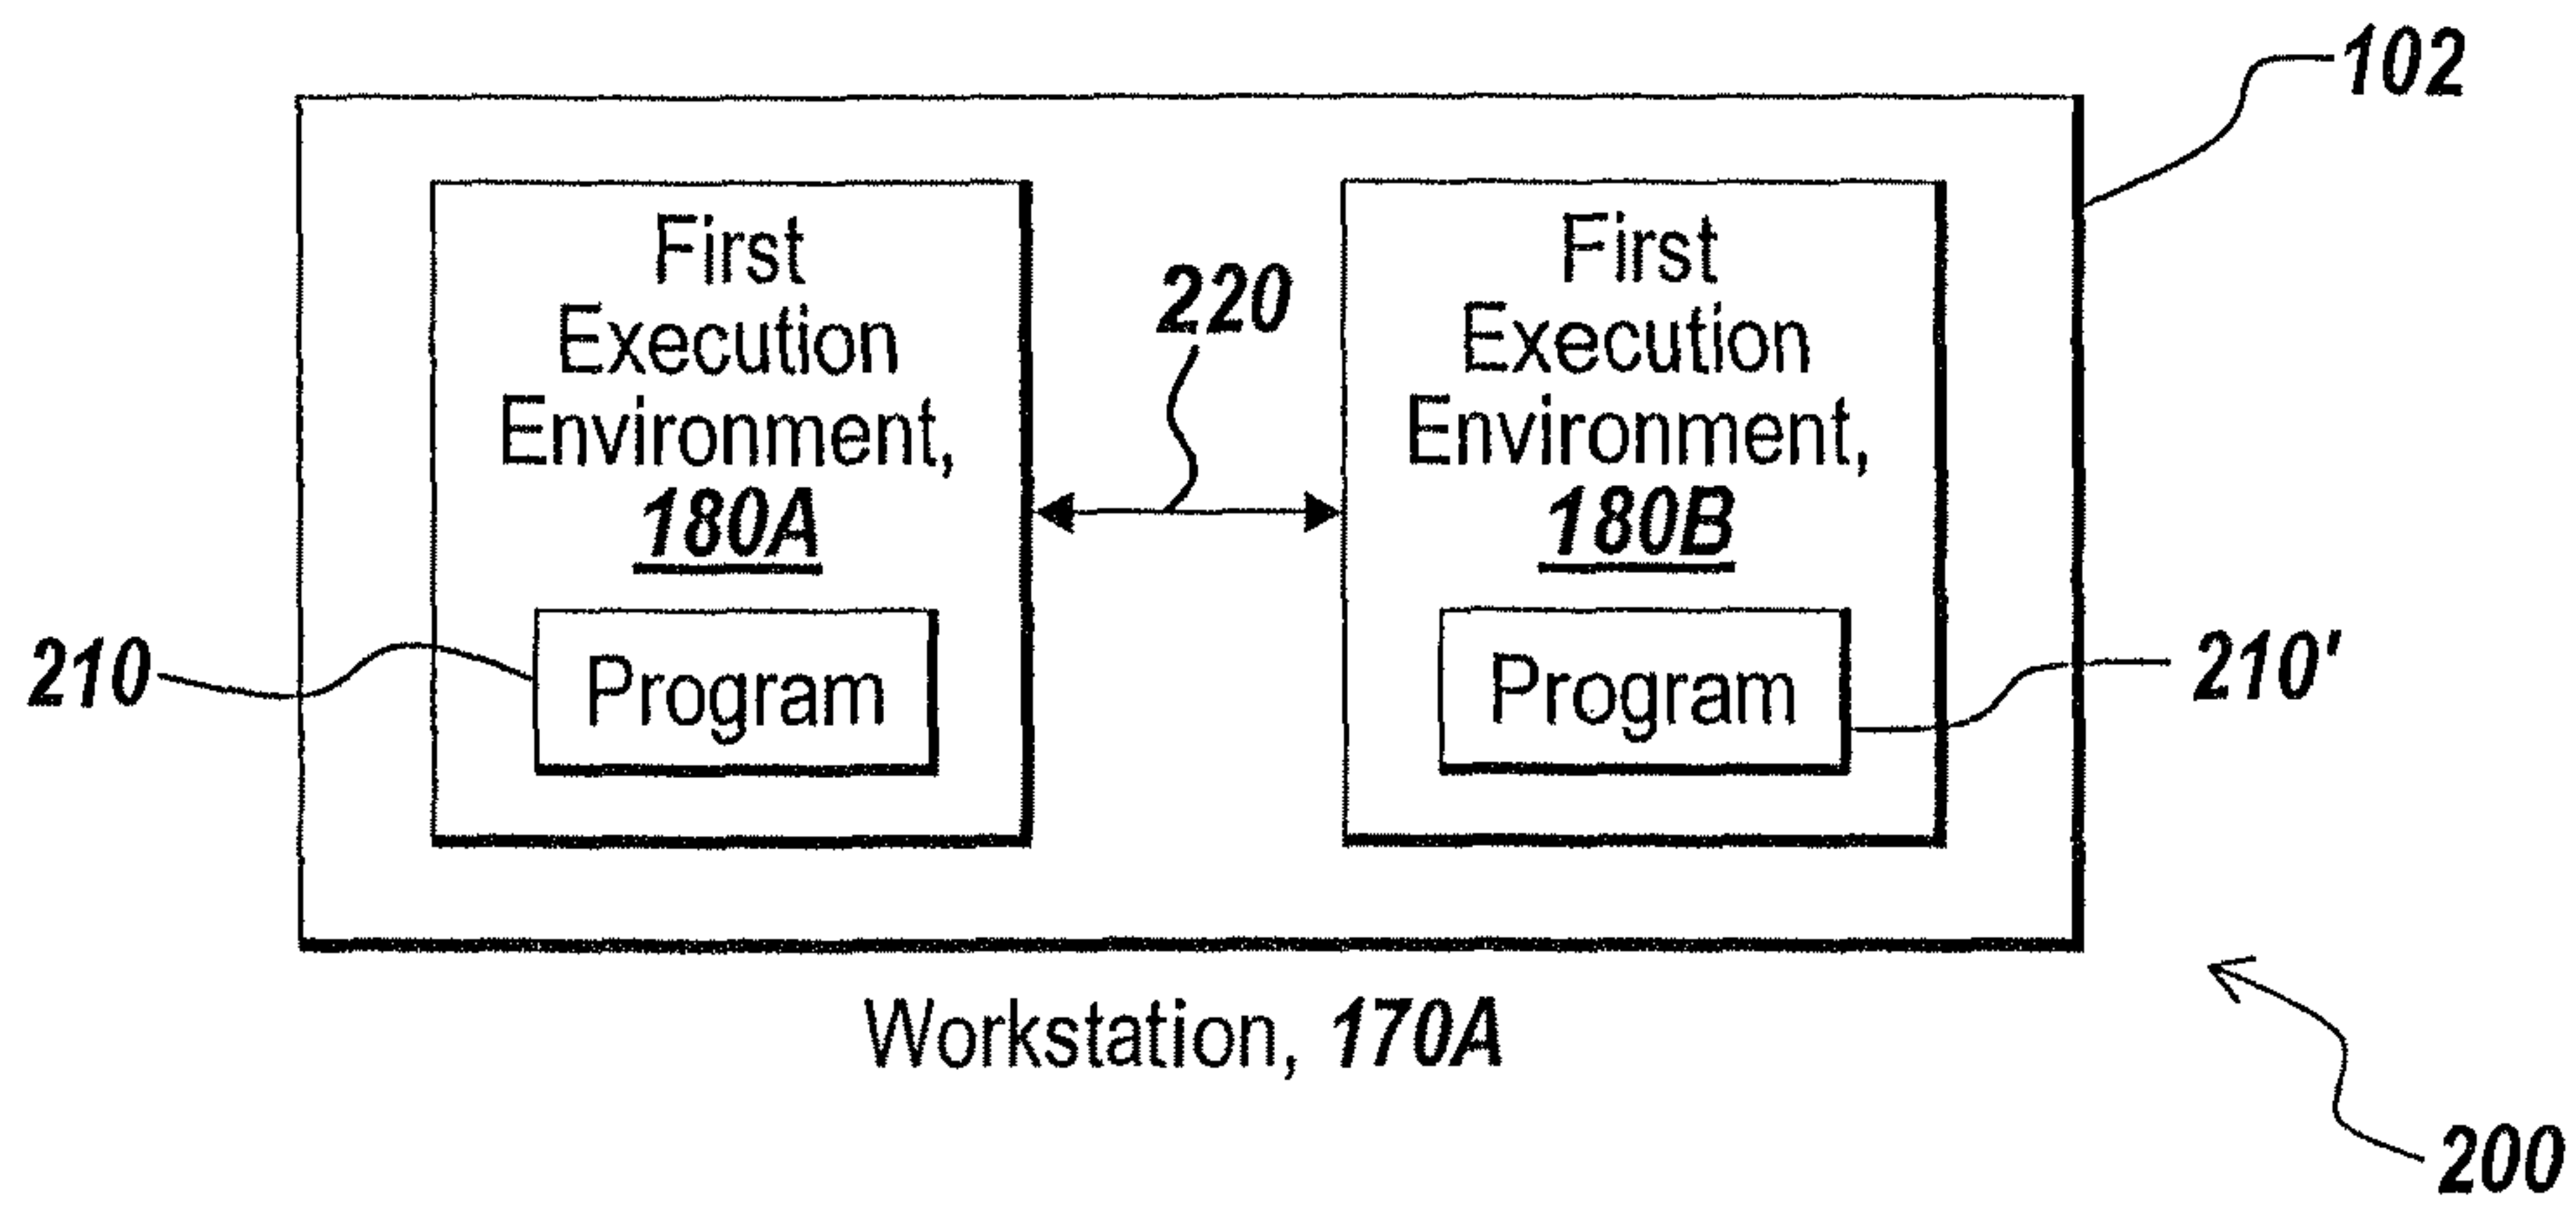 102
First
Execution
Environment,
180A
220
First
Execution
Environment,
180B
210
Program
Program
210'
Workstation, 170A
200